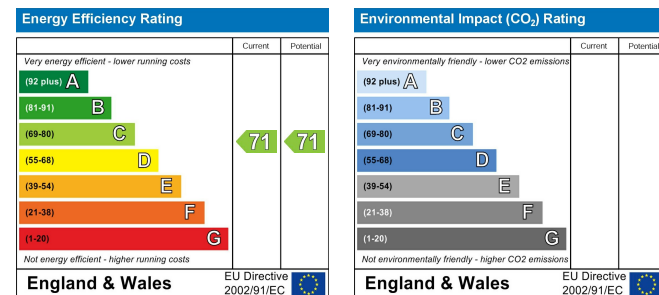 Energy Efficiency Rating
Current Potential
Very energy efficient - lower running costs
(92 plus) A
(81-91) B
(69-80) C
71 71
(55-68) D
(39-54) E
(21-38) F
(1-20) G
Not energy efficient - higher running costs
England & Wales
EU Directive
2002/91/EC
Environmental Impact (CO₂) Rating
Current Potential
Very environmentally friendly - lower CO2 emissions
(92 plus) A
(81-91) B
(69-80) C
(55-68) D
(39-54) E
(21-38) F
(1-20) G
Not environmentally friendly - higher CO2 emissions
England & Wales
EU Directive
2002/91/EC